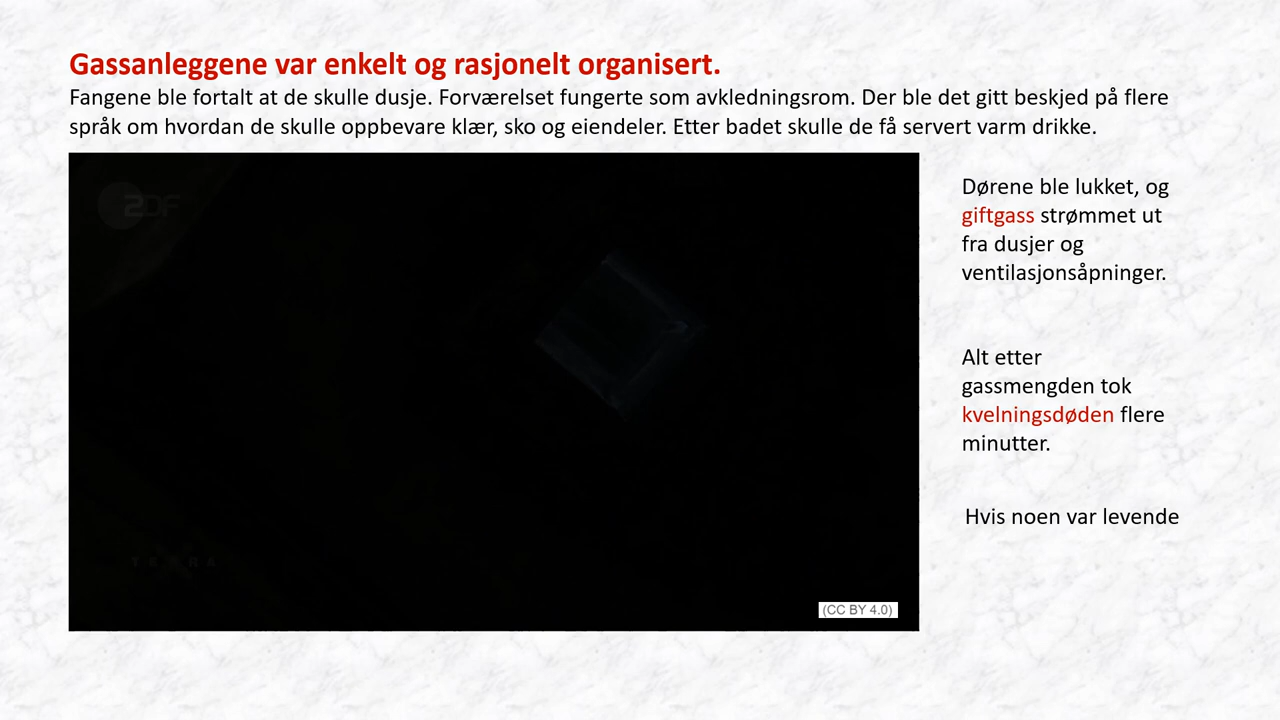 Gassanleggene var enkelt og rasjonelt organisert.
Fangene ble fortalt at de skulle dusje. Forværelset fungerte som avkledningsrom. Der ble det gitt beskjed på flere
språk om hvordan de skulle oppbevare klær, sko og eiendeler. Etter badet skulle de få servert varm drikke.
ZDF
Dørene ble lukket, og
giftgass strømmet ut
fra dusjer og
ventilasjonsåpninger.
Alt etter
gassmengden tok
kvelningsdøden flere
minutter.
Hvis noen var levende
TERRA
(CC BY 4.0)